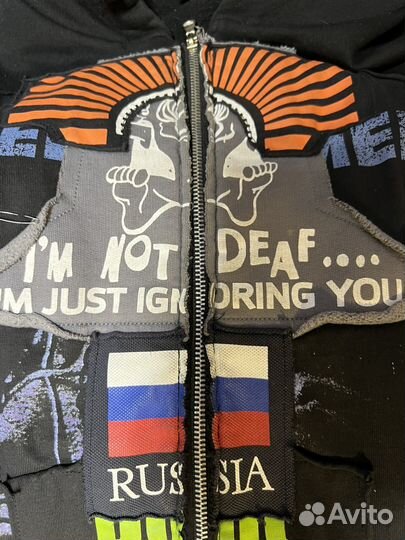 I'M NOT DEAF....
I'M JUST IGNORING YOU
RUSSIA
Avito